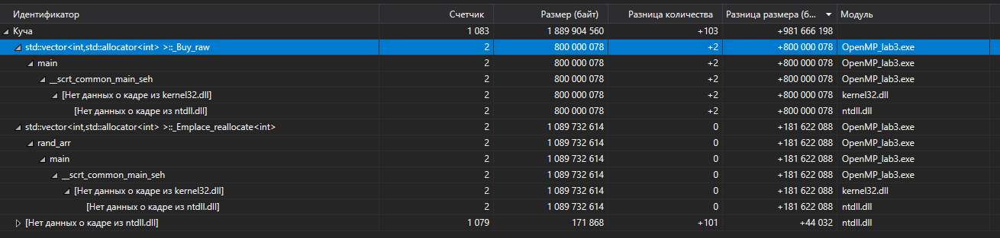 Идентификатор Счетчик Размер (байт) Разница количества Разница размера (б... Модуль
Куча 1 083 1 889 904 560 +103 +981 666 198
std::vector<int,std::allocator<int> >::_Buy_raw 2 800 000 078 +2 +800 000 078 OpenMP_lab3.exe
main 2 800 000 078 +2 +800 000 078 OpenMP_lab3.exe
__scrt_common_main_seh 2 800 000 078 +2 +800 000 078 OpenMP_lab3.exe
[Нет данных о кадре из kernel32.dll] 2 800 000 078 +2 +800 000 078 kernel32.dll
[Нет данных о кадре из ntdll.dll] 2 800 000 078 +2 +800 000 078 ntdll.dll
std::vector<int,std::allocator<int> >::_Emplace_reallocate<int> 2 1 089 732 614 0 +181 622 088 OpenMP_lab3.exe
rand_arr 2 1 089 732 614 0 +181 622 088 OpenMP_lab3.exe
main 2 1 089 732 614 0 +181 622 088 OpenMP_lab3.exe
__scrt_common_main_seh 2 1 089 732 614 0 +181 622 088 OpenMP_lab3.exe
[Нет данных о кадре из kernel32.dll] 2 1 089 732 614 0 +181 622 088 kernel32.dll
[Нет данных о кадре из ntdll.dll] 2 1 089 732 614 0 +181 622 088 ntdll.dll
[Нет данных о кадре из ntdll.dll] 1 079 171 868 +101 +44 032 ntdll.dll